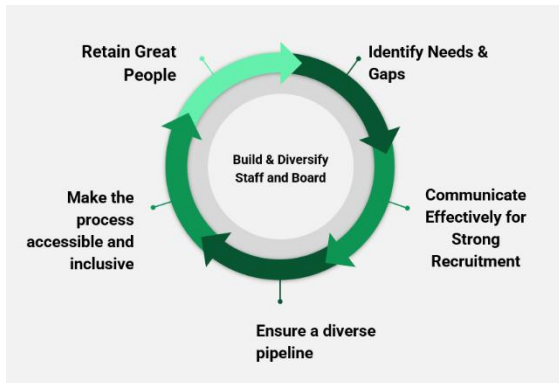 Retain Great
People
Identify Needs &
Gaps
Build & Diversify
Staff and Board
Make the
process
accessible and
inclusive
Communicate
Effectively for
Strong
Recruitment
Ensure a diverse
pipeline